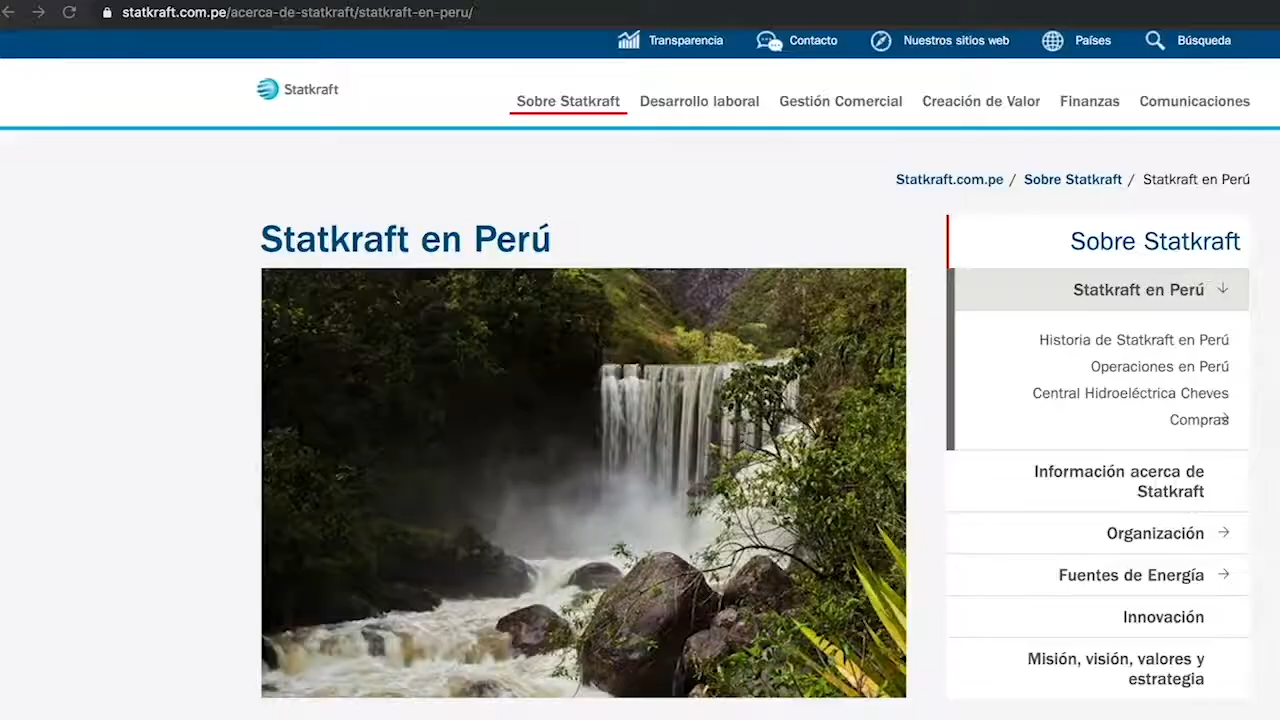 statkraft.com.pe/acerca-de-statkraft/statkraft-en-peru/
Transparencia Contacto Nuestros sitios web Países Búsqueda
Statkraft
Sobre Statkraft Desarrollo laboral Gestión Comercial Creación de Valor Finanzas Comunicaciones
Statkraft.com.pe / Sobre Statkraft / Statkraft en Perú
Statkraft en Perú
Sobre Statkraft
Statkraft en Perú
Historia de Statkraft en Perú
Operaciones en Perú
Central Hidroeléctrica Cheves
Compras
Información acerca de
Statkraft
Organización
Fuentes de Energía
Innovación
Misión, visión, valores y
estrategia